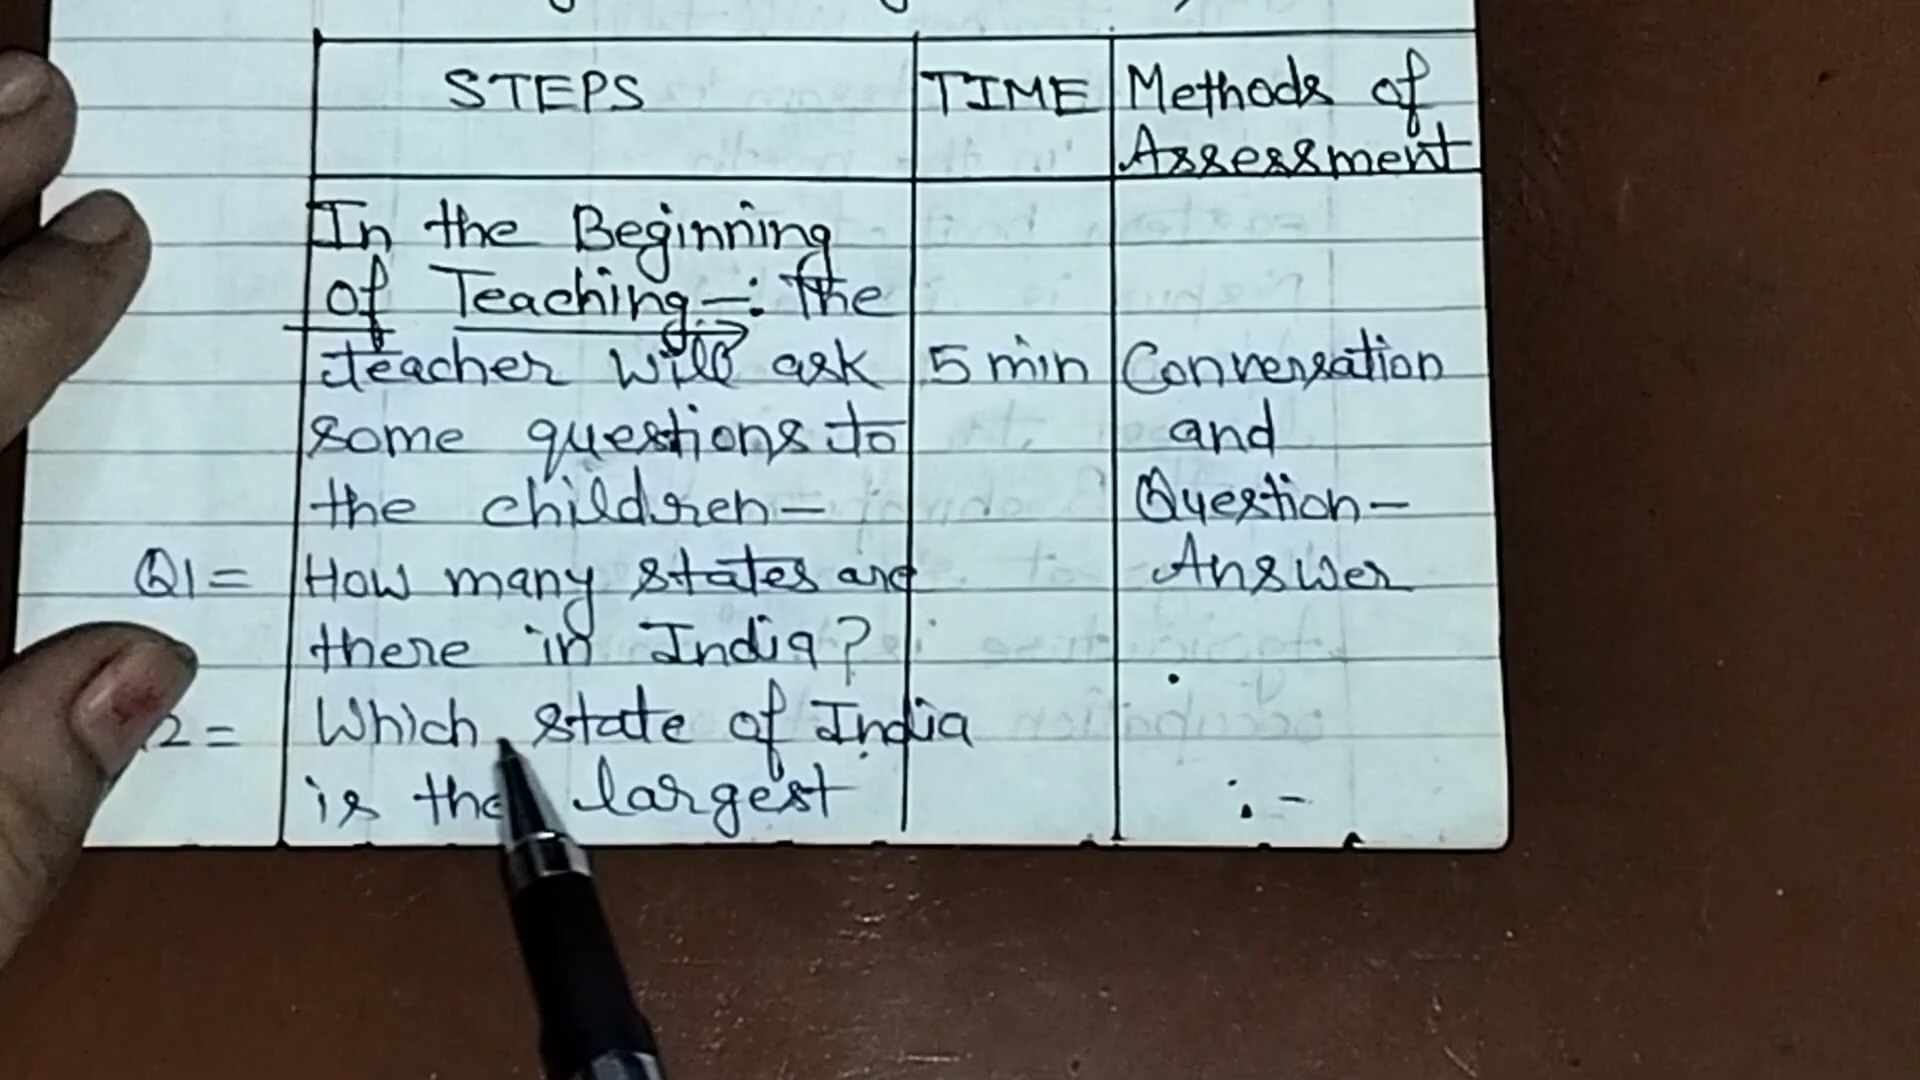 STEPS
TIME
Methods of
Assessment
In the Beginning
of Teaching—: The
teacher will ask
5 min
Conversation
some questions to
and
the children—
Question—
Q1= How many states are
Answer
there in India?
2= Which state of India
is the largest